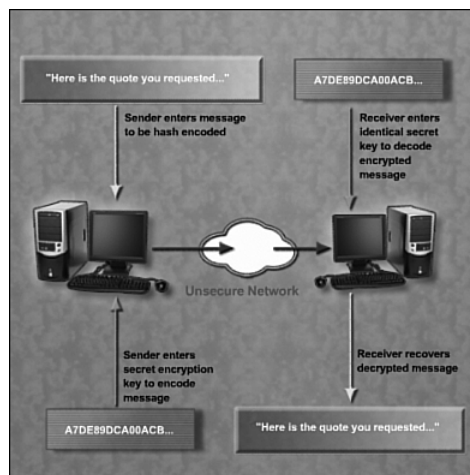 "Here is the quote you requested..."
A7DE89DCA00ACB...
Sender enters message
to be hash encoded
Receiver enters
identical secret
key to decode
encrypted
message
Unsecure Network
Sender enters
secret encryption
key to encode
message
Receiver recovers
decrypted message
A7DE89DCA00ACB...
"Here is the quote you requested..."